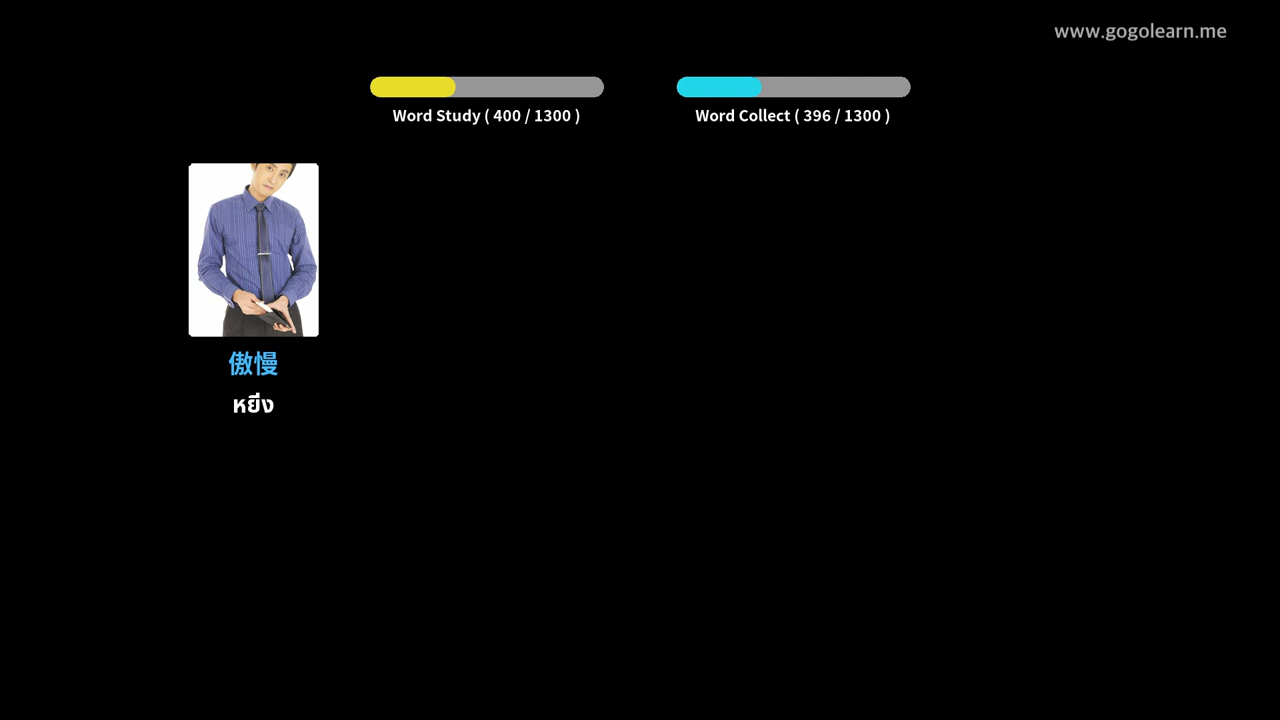 www.gogolearn.me
Word Study ( 400 / 1300 )
Word Collect ( 396 / 1300 )
傲慢
หยิ่ง